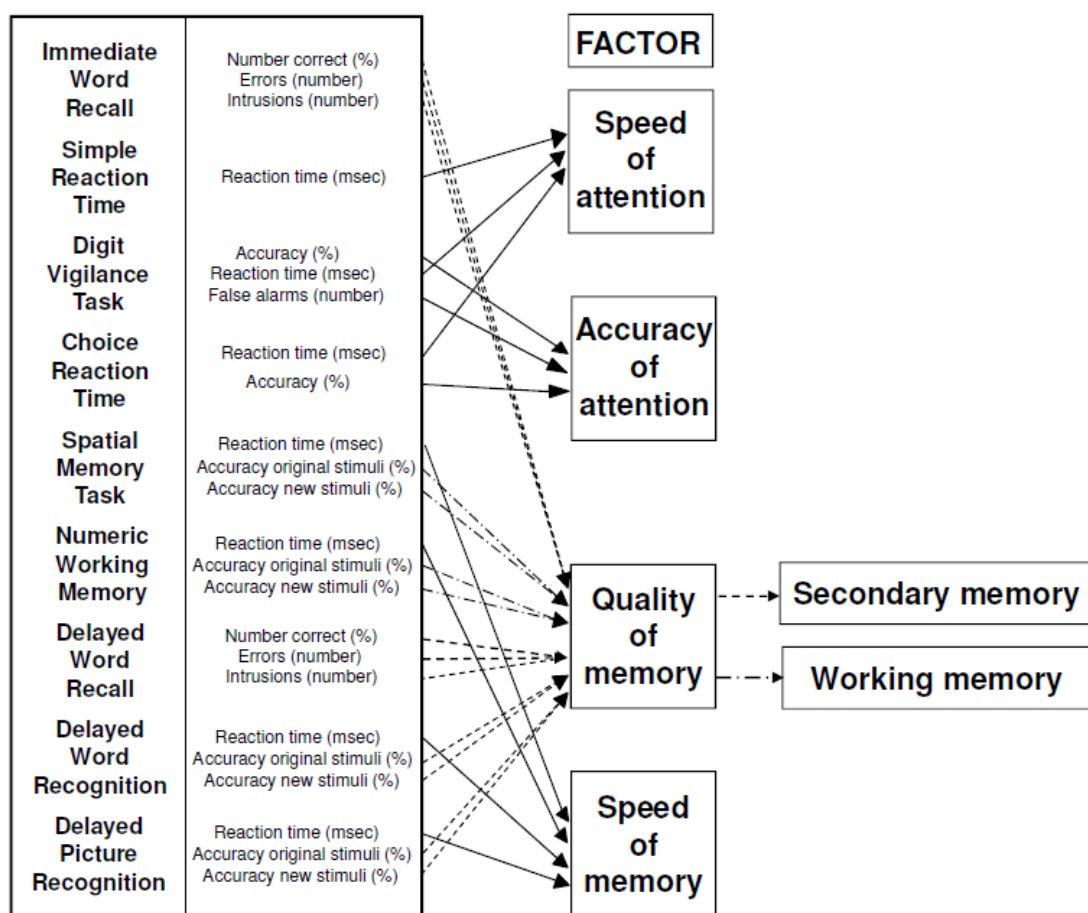 Immediate
Word
Recall
Number correct (%)
Errors (number)
Intrusions (number)
Simple
Reaction
Time
Reaction time (msec)
Digit
Vigilance
Task
Accuracy (%)
Reaction time (msec)
False alarms (number)
Choice
Reaction
Time
Reaction time (msec)
Accuracy (%)
Spatial
Memory
Task
Reaction time (msec)
Accuracy original stimuli (%)
Accuracy new stimuli (%)
Numeric
Working
Memory
Reaction time (msec)
Accuracy original stimuli (%)
Accuracy new stimuli (%)
Delayed
Word
Recall
Number correct (%)
Errors (number)
Intrusions (number)
Delayed
Word
Recognition
Reaction time (msec)
Accuracy original stimuli (%)
Accuracy new stimuli (%)
Delayed
Picture
Recognition
Reaction time (msec)
Accuracy original stimuli (%)
Accuracy new stimuli (%)
FACTOR
Speed
of
attention
Accuracy
of
attention
Quality
of
memory
Speed
of
memory
Secondary memory
Working memory